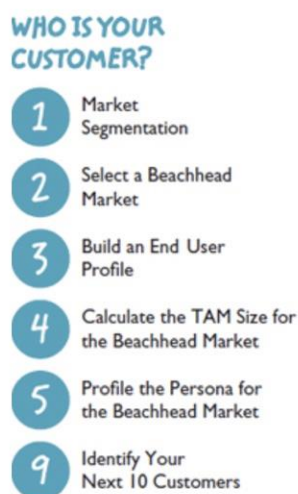 WHO IS YOUR
CUSTOMER?
1
Market
Segmentation
2
Select a Beachhead
Market
3
Build an End User
Profile
4
Calculate the TAM Size for
the Beachhead Market
5
Profile the Persona for
the Beachhead Market
9
Identify Your
Next 10 Customers